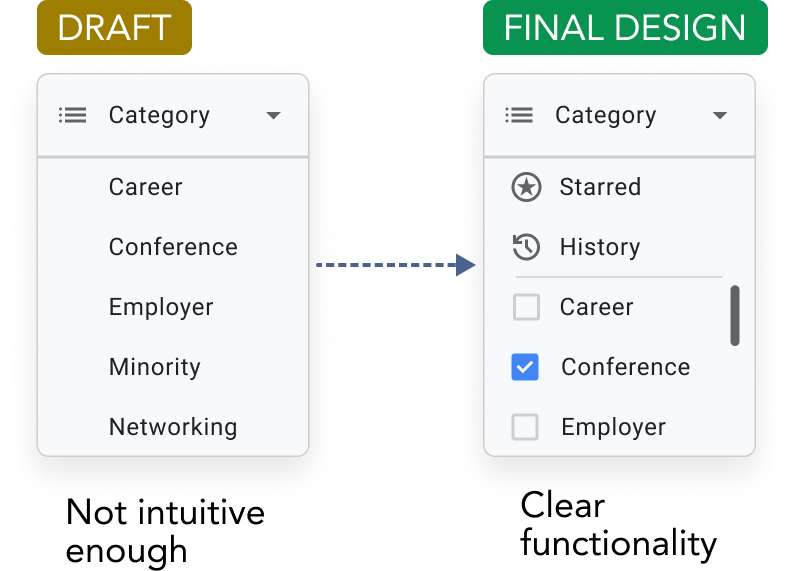 DRAFT
Category
Career
Conference
Employer
Minority
Networking
Not intuitive
enough
FINAL DESIGN
Category
Starred
History
Career
Conference
Employer
Clear
functionality